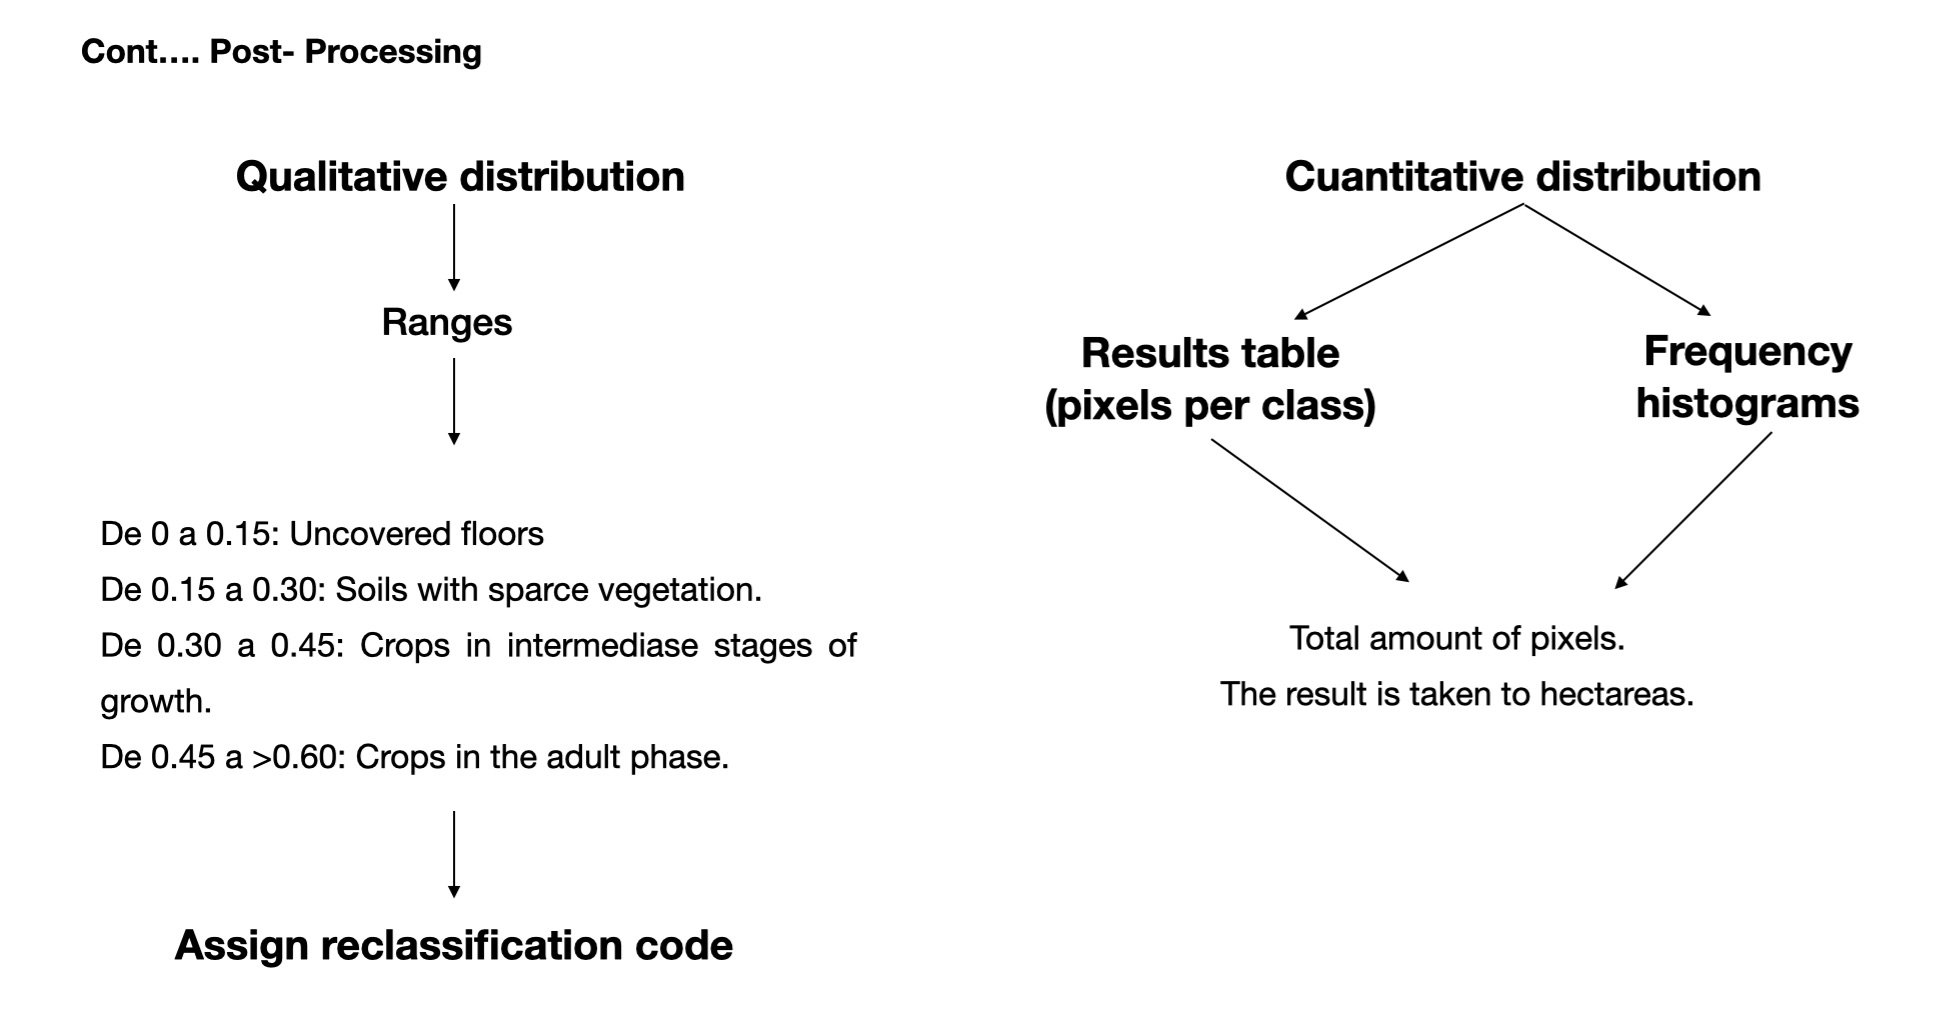 Cont.... Post- Processing
Qualitative distribution
Ranges
De 0 a 0.15: Uncovered floors
De 0.15 a 0.30: Soils with sparce vegetation.
De 0.30 a 0.45: Crops in intermediase stages of
growth.
De 0.45 a >0.60: Crops in the adult phase.
Assign reclassification code
Cuantitative distribution
Results table
(pixels per class)
Frequency
histograms
Total amount of pixels.
The result is taken to hectareas.